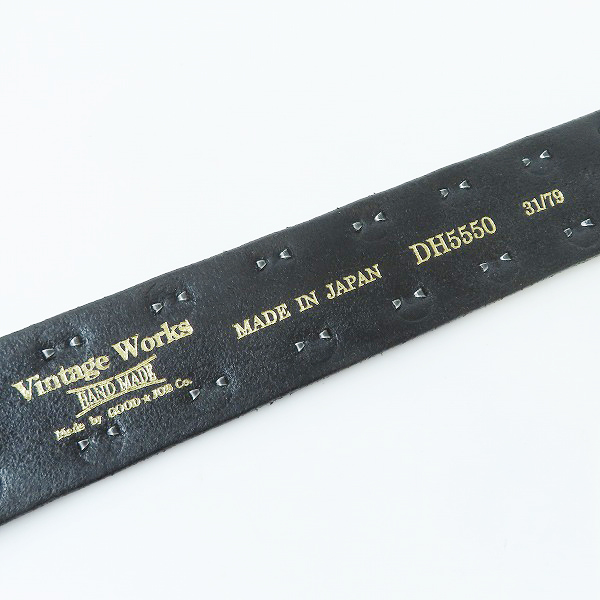 Vintage Works
HAND MADE
Made by GOOD★JOB Co.
MADE IN JAPAN
DH5550
31/79